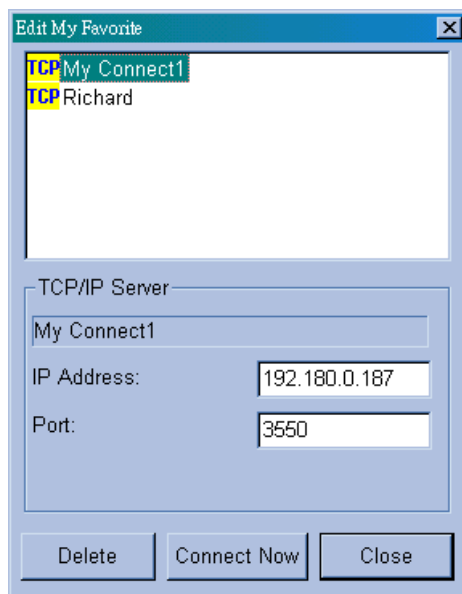 Edit My Favorite
TCP My Connect1
TCP Richard
TCP/IP Server
My Connect1
IP Address: 192.180.0.187
Port: 3550
Delete Connect Now Close